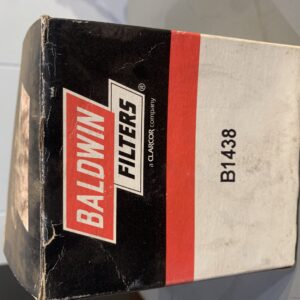 BALDWIN
FILTERS®
a CLARCOR company
B1438